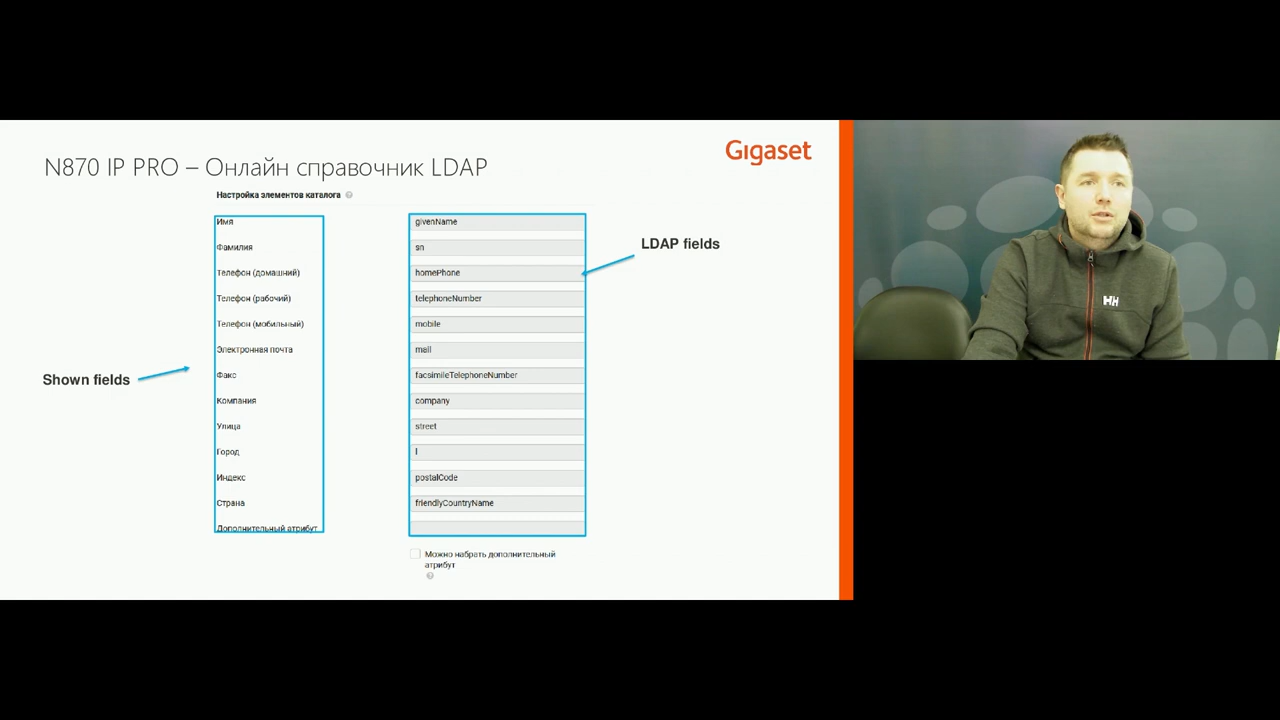 N870 IP PRO – Онлайн справочник LDAP
Gigaset
Настройка элементов каталога
Имя
givenName
Фамилия
sn
Телефон (домашний)
homePhone
Телефон (рабочий)
telephoneNumber
Телефон (мобильный)
mobile
Электронная почта
mail
Факс
facsimileTelephoneNumber
Компания
company
Улица
street
Город
l
Индекс
postalCode
Страна
friendlyCountryName
Дополнительный атрибут
Можно набрать дополнительный
атрибут
LDAP fields
Shown fields
HH